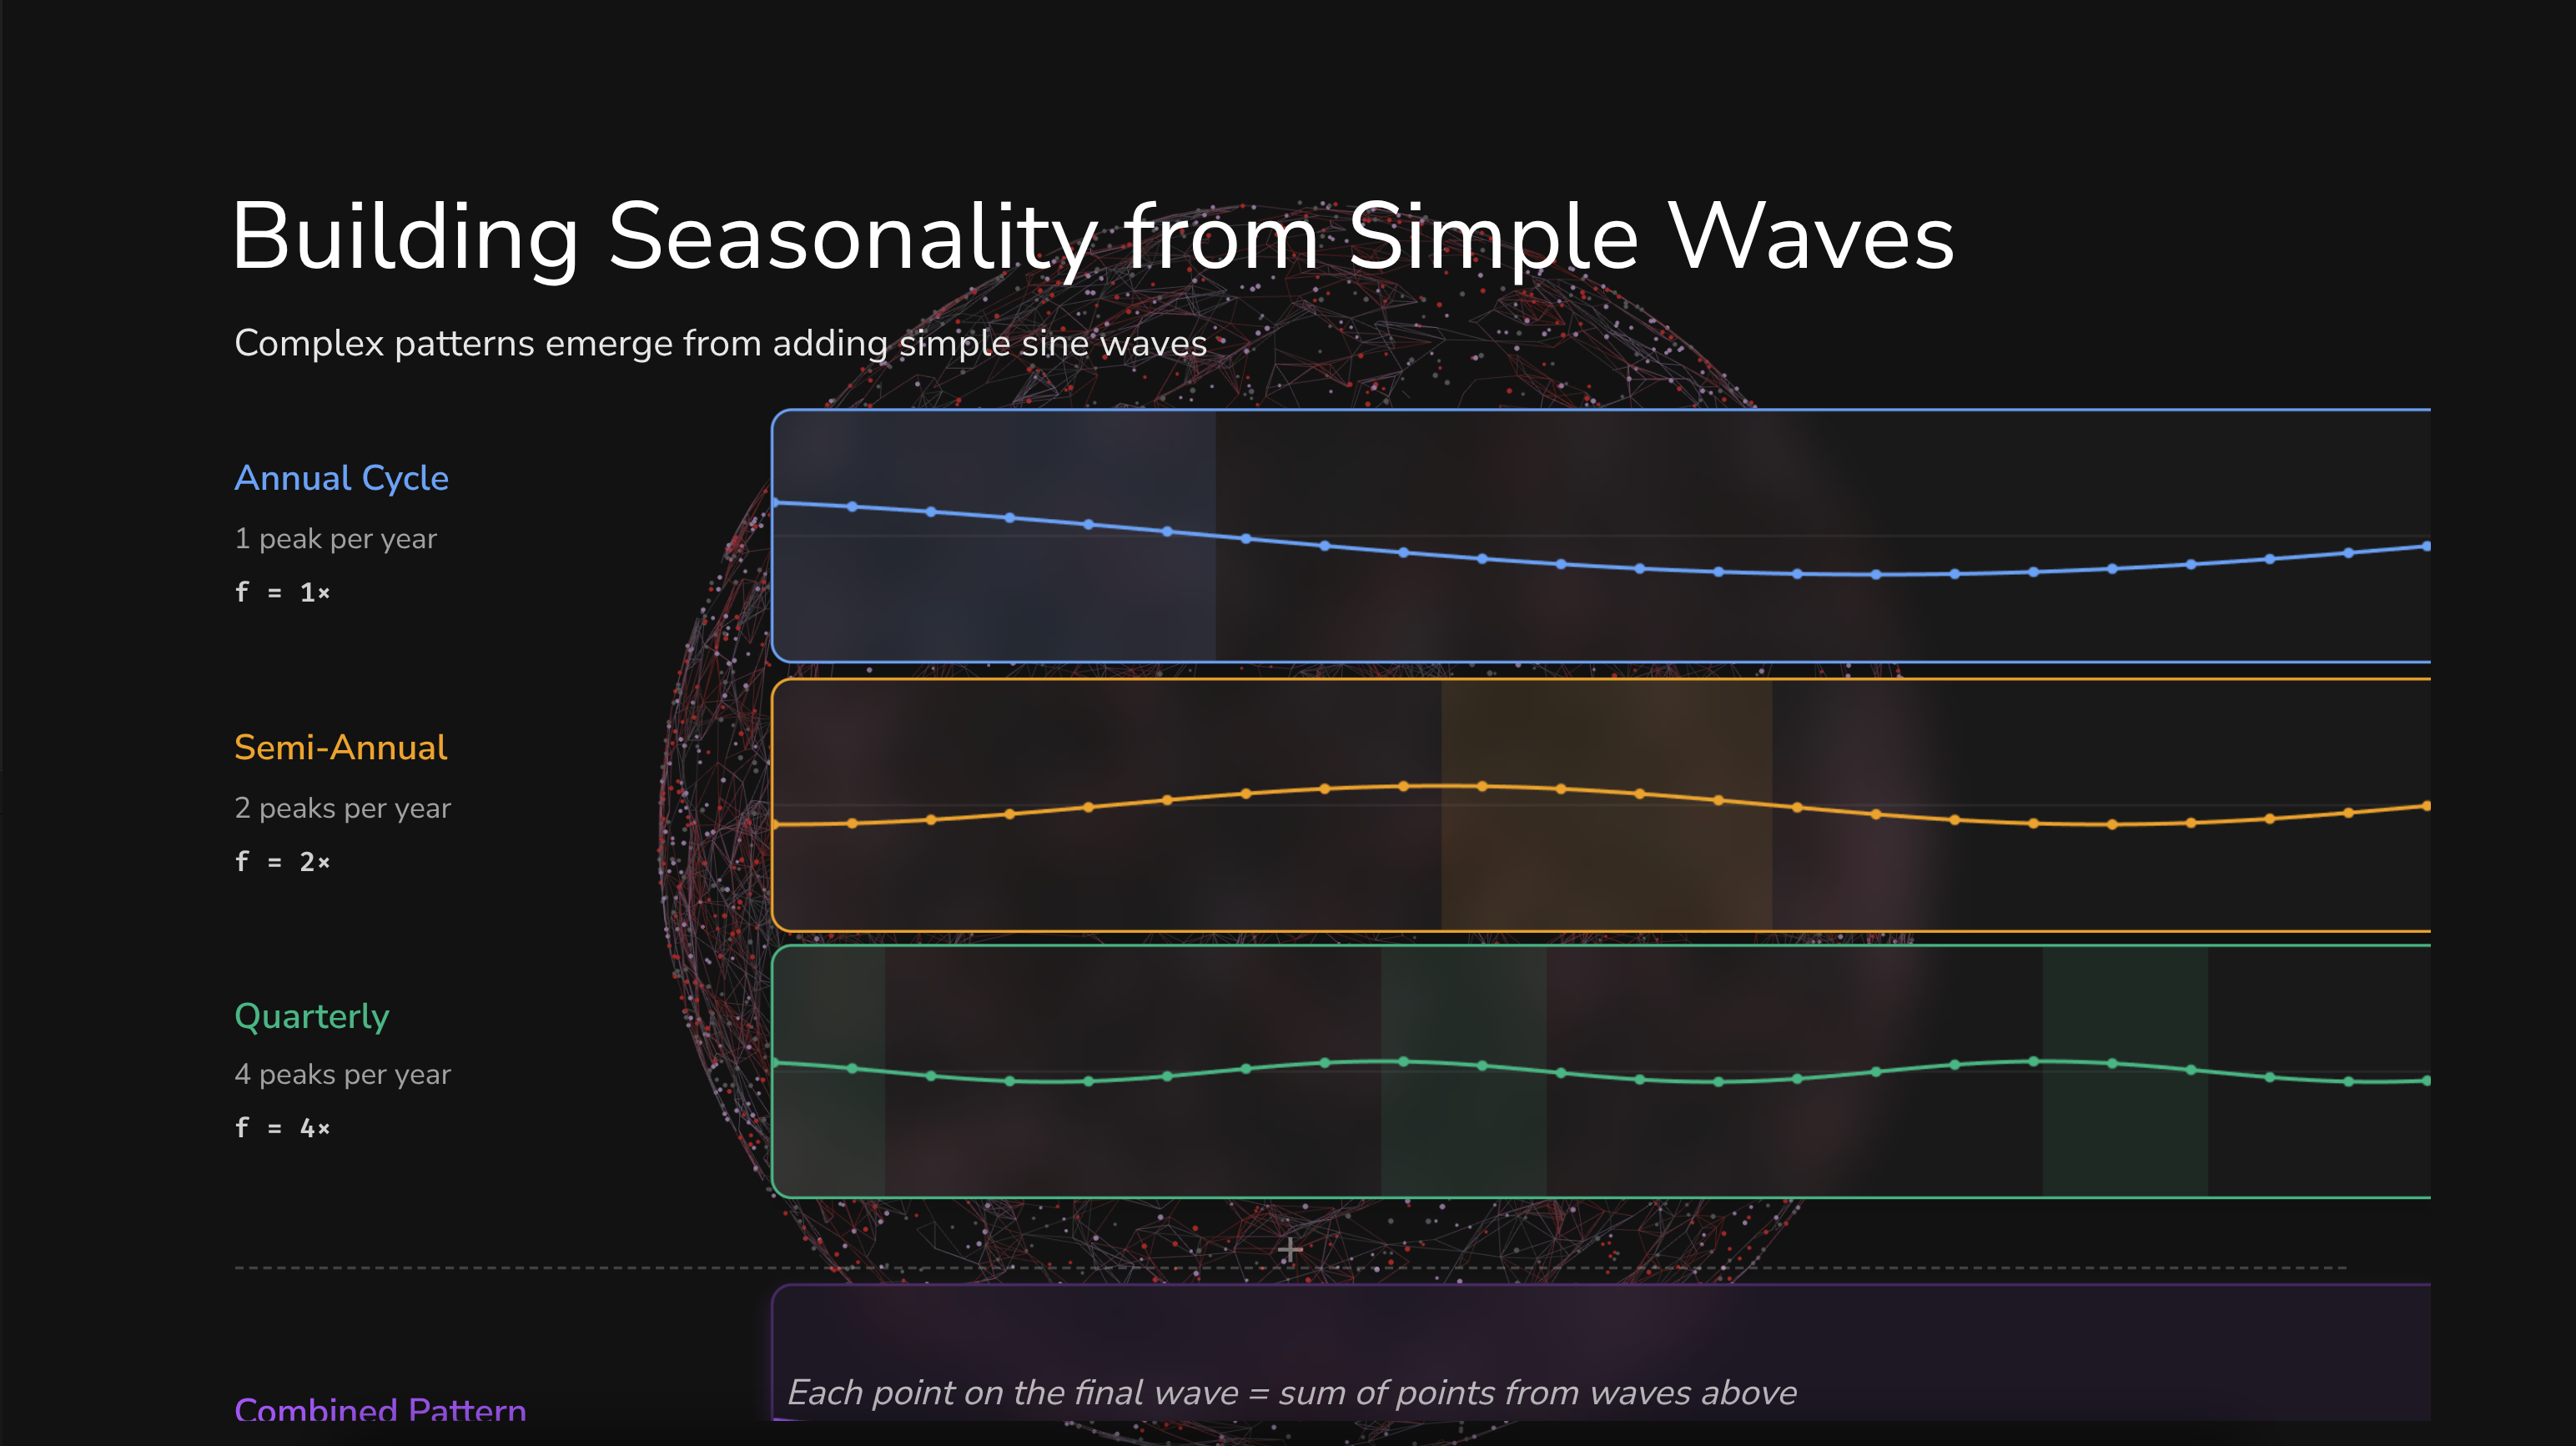 Building Seasonality from Simple Waves
Complex patterns emerge from adding simple sine waves
Annual Cycle
1 peak per year
f = 1×
Semi-Annual
2 peaks per year
f = 2×
Quarterly
4 peaks per year
f = 4×
+
Each point on the final wave = sum of points from waves above
Combined Pattern